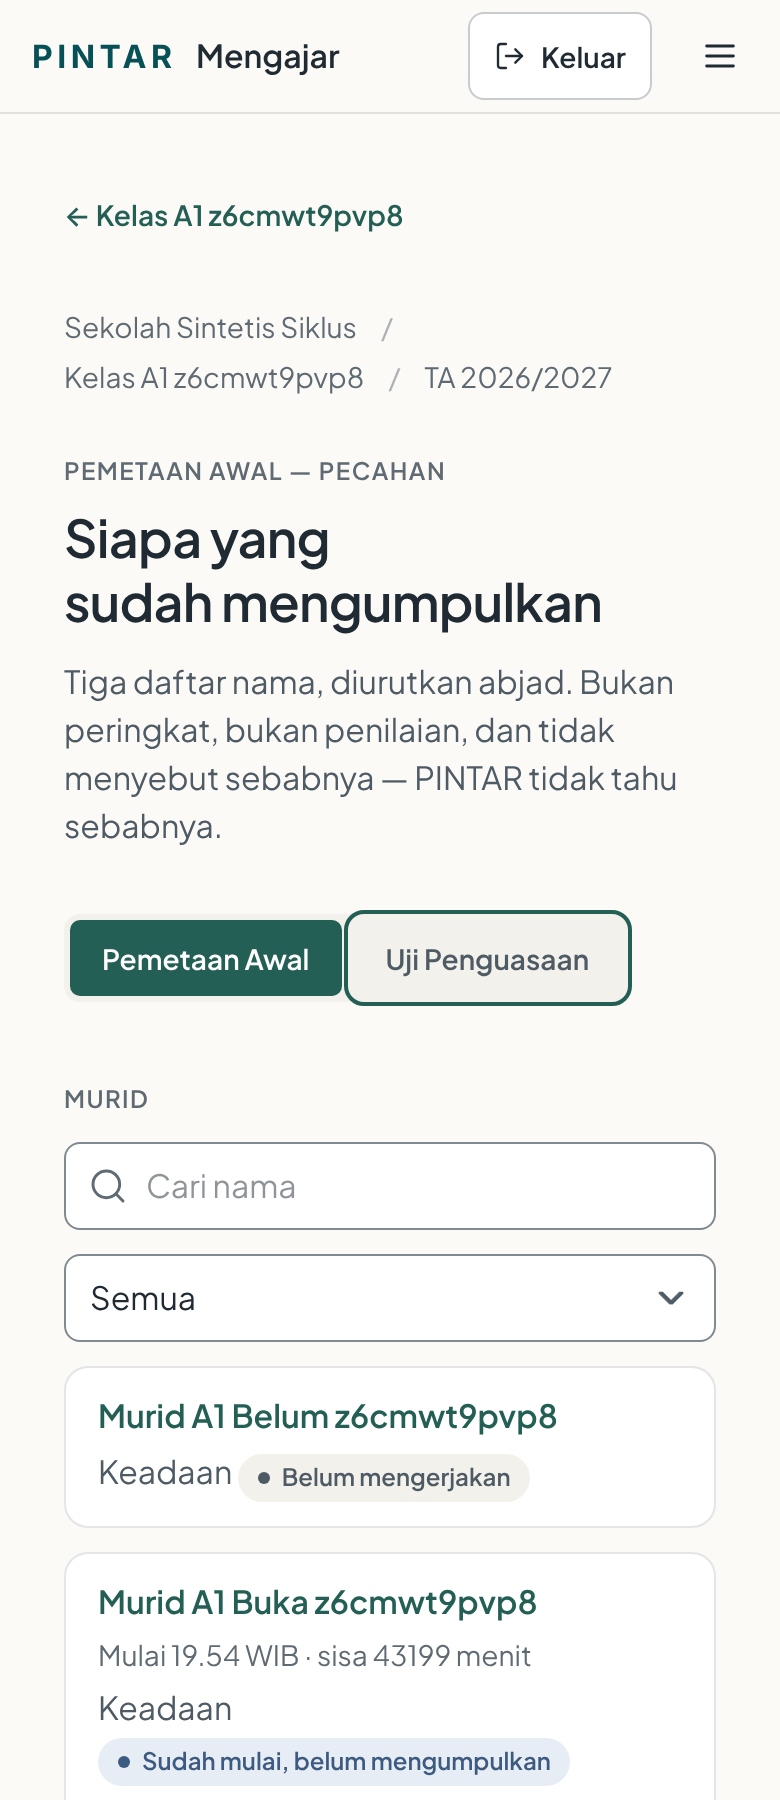 PINTAR Mengajar
Keluar
← Kelas A1 z6cmwt9pvp8
Sekolah Sintetis Siklus /
Kelas A1 z6cmwt9pvp8 / TA 2026/2027
PEMETAAN AWAL — PECAHAN
Siapa yang
sudah mengumpulkan
Tiga daftar nama, diurutkan abjad. Bukan
peringkat, bukan penilaian, dan tidak
menyebut sebabnya — PINTAR tidak tahu
sebabnya.
Pemetaan Awal
Uji Penguasaan
MURID
Cari nama
Semua
Murid A1 Belum z6cmwt9pvp8
Keadaan • Belum mengerjakan
Murid A1 Buka z6cmwt9pvp8
Mulai 19.54 WIB · sisa 43199 menit
Keadaan
• Sudah mulai, belum mengumpulkan